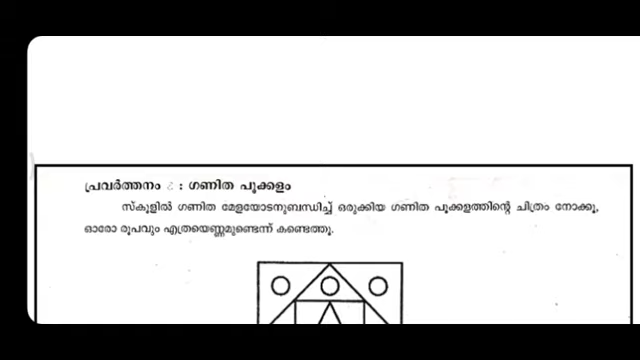 പ്രവർത്തനം : ഗണിത പൂക്കളം
സ്കൂളിൽ ഗണിത മേളയോടനുബന്ധിച്ച് ഒരുക്കിയ ഗണിത പൂക്കളത്തിന്റെ ചിത്രം നോക്കൂ,
ഓരോ രൂപവും എത്രയെണ്ണമുണ്ടെന്ന് കണ്ടെത്തൂ.